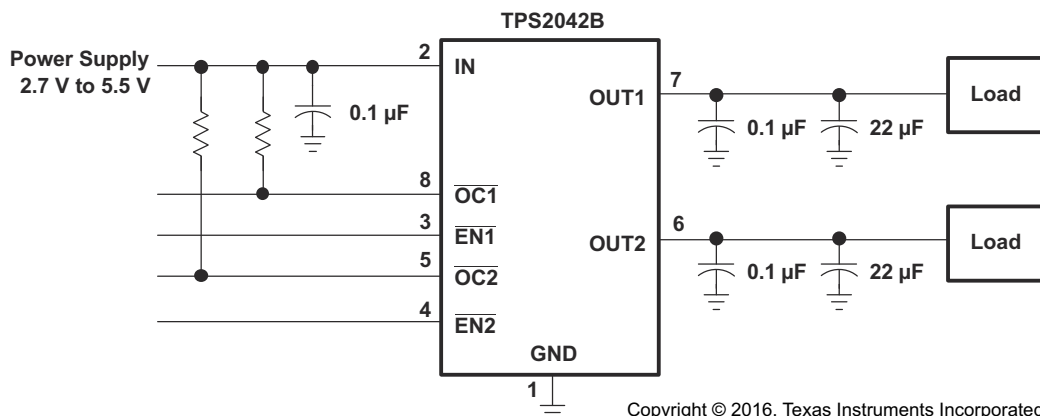 TPS2042B
Power Supply
2.7 V to 5.5 V
2
IN
0.1 µF
8
OC1
3
EN1
5
OC2
4
EN2
GND
1
OUT1
7
0.1 µF
22 µF
Load
OUT2
6
0.1 µF
22 µF
Load
Copyright © 2016, Texas Instruments Incorporated